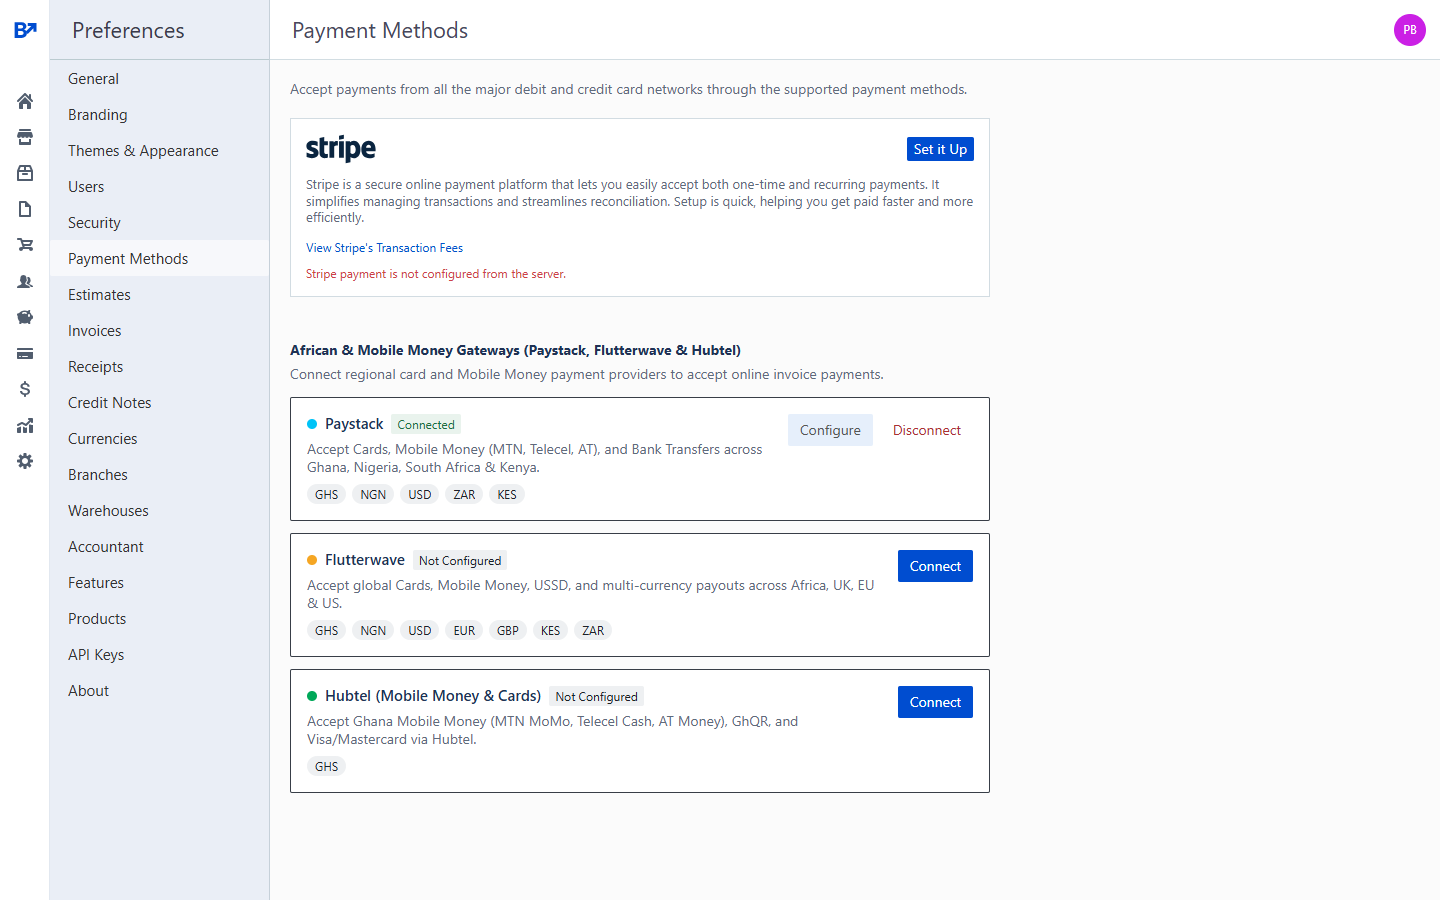 Preferences
Payment Methods
PB
General
Branding
Themes & Appearance
Users
Security
Payment Methods
Estimates
Invoices
Receipts
Credit Notes
Currencies
Branches
Warehouses
Accountant
Features
Products
API Keys
About
Accept payments from all the major debit and credit card networks through the supported payment methods.
stripe
Set it Up
Stripe is a secure online payment platform that lets you easily accept both one-time and recurring payments. It
simplifies managing transactions and streamlines reconciliation. Setup is quick, helping you get paid faster and more
efficiently.
View Stripe's Transaction Fees
Stripe payment is not configured from the server.
African & Mobile Money Gateways (Paystack, Flutterwave & Hubtel)
Connect regional card and Mobile Money payment providers to accept online invoice payments.
Paystack Connected
Configure Disconnect
Accept Cards, Mobile Money (MTN, Telecel, AT), and Bank Transfers across
Ghana, Nigeria, South Africa & Kenya.
GHS NGN USD ZAR KES
Flutterwave Not Configured
Connect
Accept global Cards, Mobile Money, USSD, and multi-currency payouts across Africa, UK, EU
& US.
GHS NGN USD EUR GBP KES ZAR
Hubtel (Mobile Money & Cards) Not Configured
Connect
Accept Ghana Mobile Money (MTN MoMo, Telecel Cash, AT Money), GhQR, and
Visa/Mastercard via Hubtel.
GHS